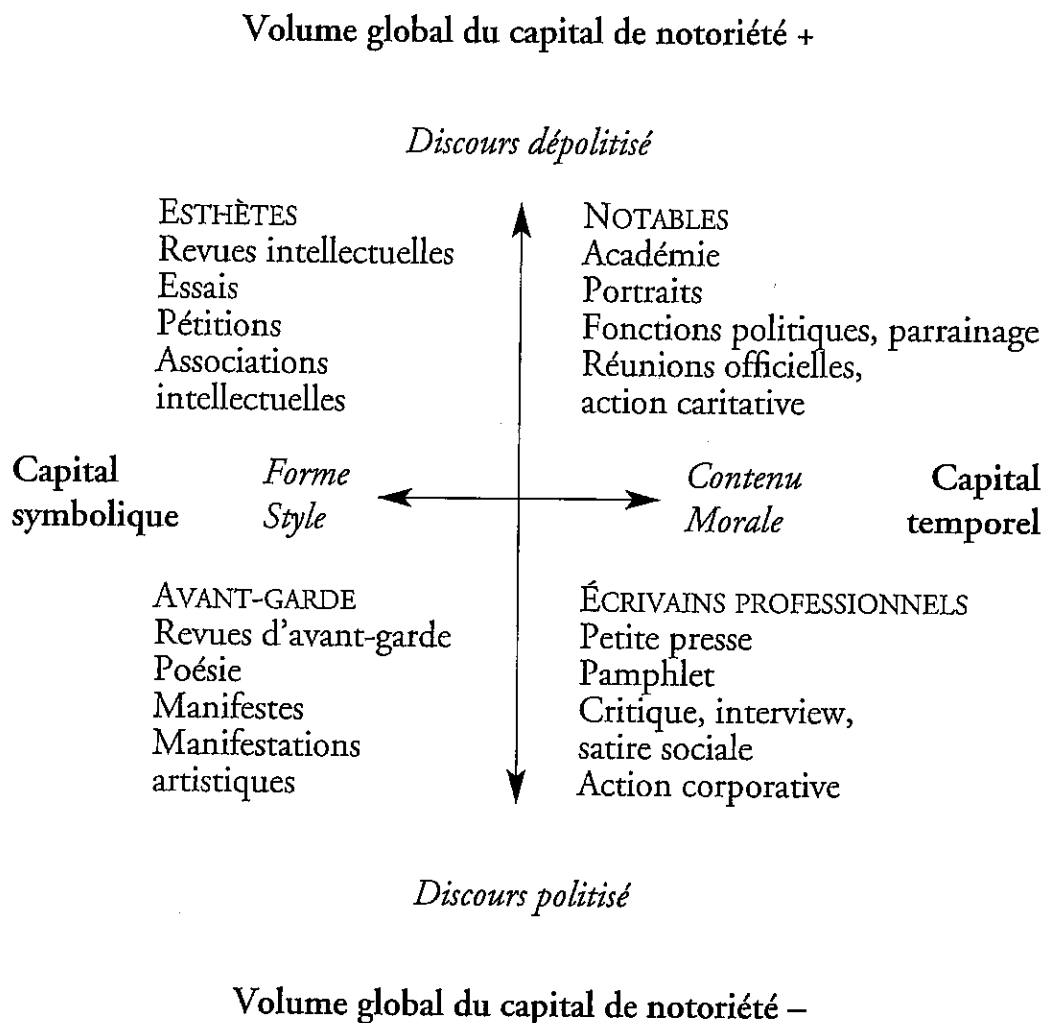 Volume global du capital de notoriété +
Discours dépolitisé
ESTHÈTES
Revues intellectuelles
Essais
Pétitions
Associations
intellectuelles
NOTABLES
Académie
Portraits
Fonctions politiques, parrainage
Réunions officielles,
action caritative
Capital
symbolique
Forme
Style
Contenu
Morale
Capital
temporel
AVANT-GARDE
Revues d'avant-garde
Poésie
Manifestes
Manifestations
artistiques
ÉCRIVAINS PROFESSIONNELS
Petite presse
Pamphlet
Critique, interview,
satire sociale
Action corporative
Discours politisé
Volume global du capital de notoriété –